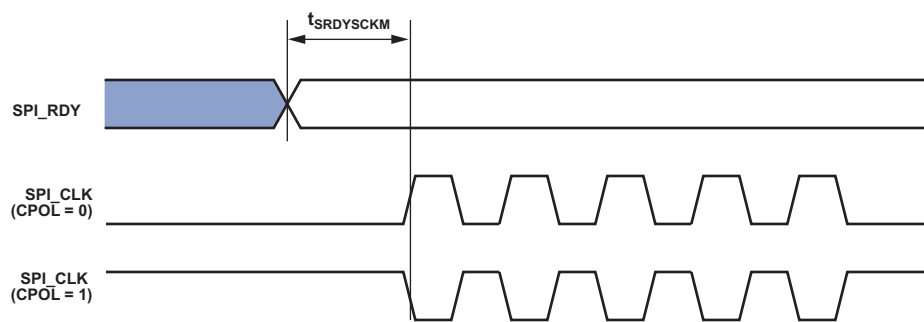 tSRDYSCKM
SPI_RDY
SPI_CLK
(CPOL = 0)
SPI_CLK
(CPOL = 1)